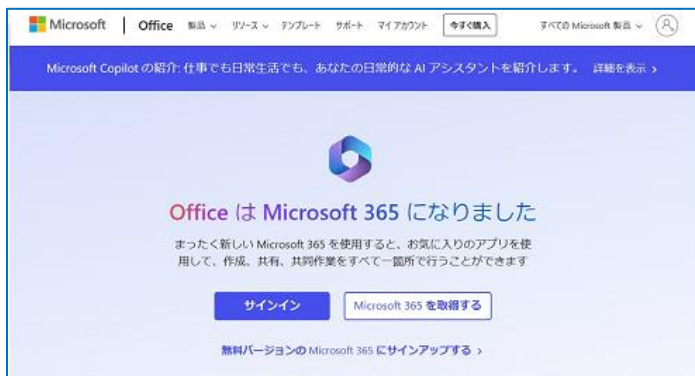 Microsoft | Office 製品 リソース テンプレート サポート マイ アカウント 今すぐ購入 すべての Microsoft 製品
Microsoft Copilot の紹介: 仕事でも日常生活でも、あなたの日常的な AI アシスタントを紹介します。 詳細を表示 >
Office は Microsoft 365 になりました
まったく新しい Microsoft 365 を使用すると、お気に入りのアプリを使
用して、作成、共有、共同作業をすべて一箇所で行うことができます
サインイン Microsoft 365 を取得する
無料バージョンの Microsoft 365 にサインアップする >